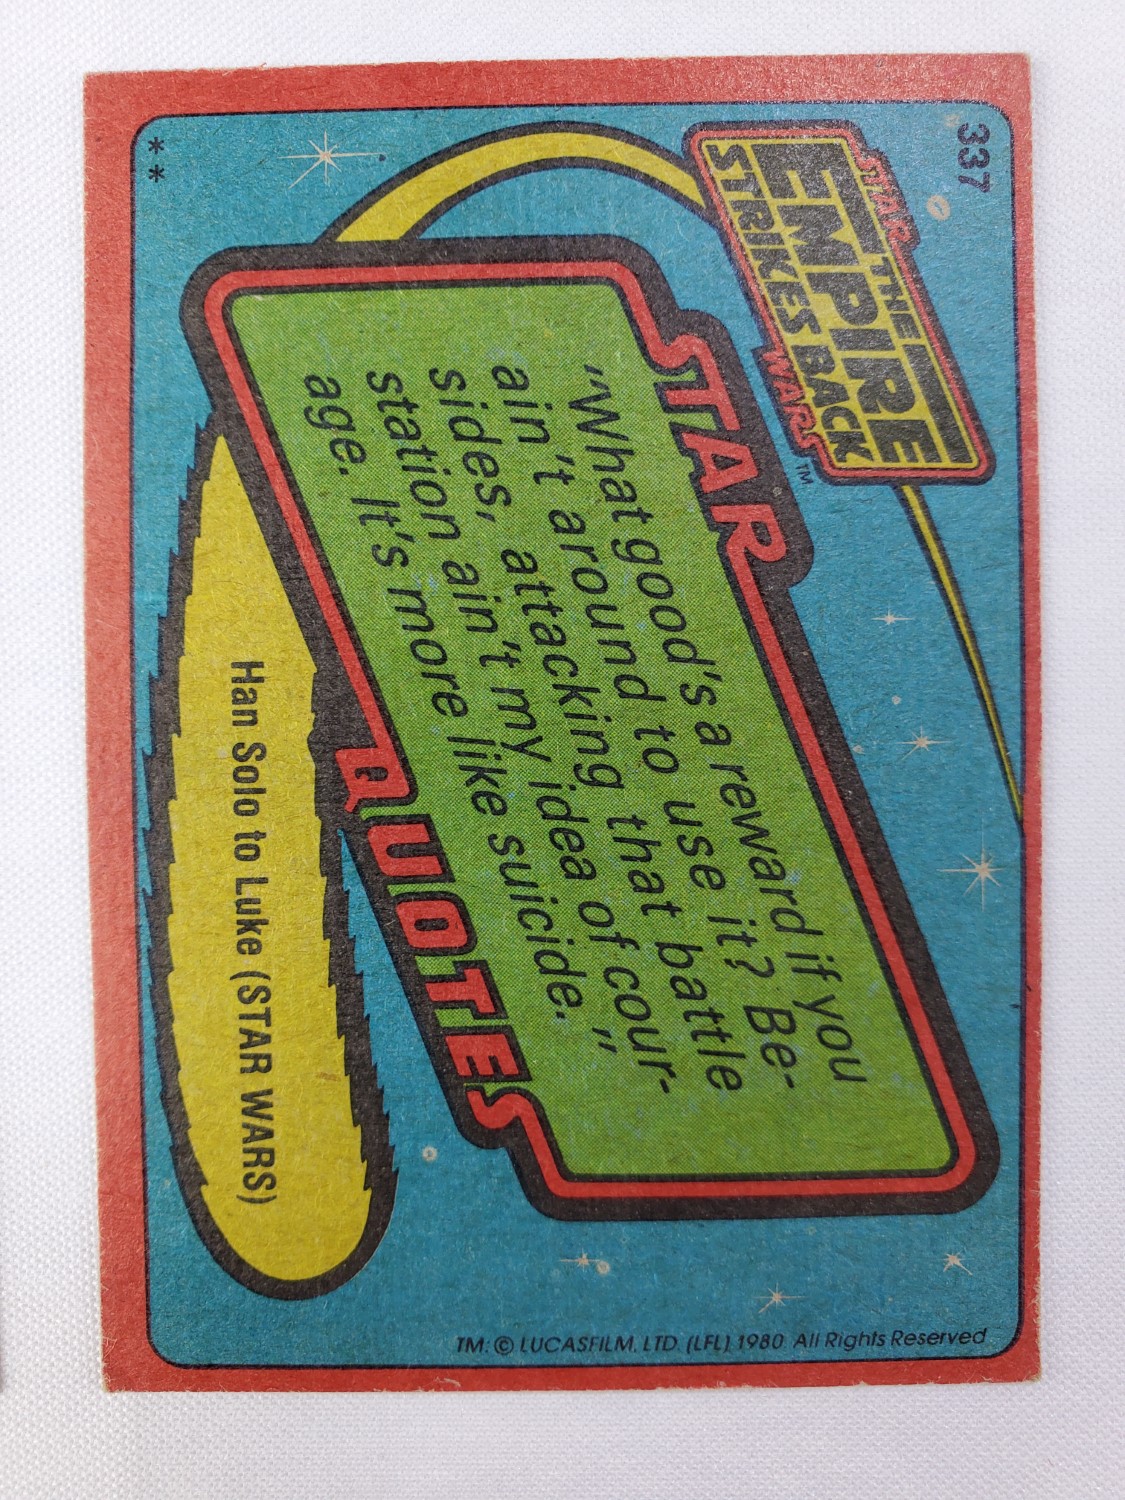 337
STAR
THE
EMPIRE
STRIKES BACK
WARS™
STAR
"What good's a reward if you
ain't around to use it? Be-
sides, attacking that battle
station ain't my idea of cour-
age. It's more like suicide."
QUOTES
Han Solo to Luke (STAR WARS)
**
TM: © LUCASFILM, LTD. (LFL) 1980 All Rights Reserved